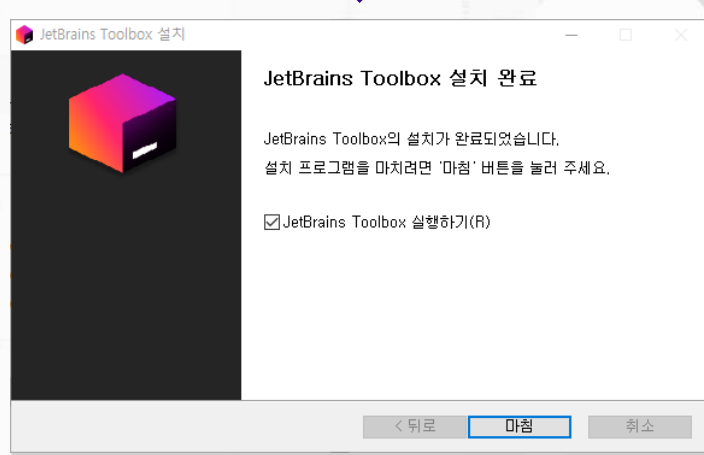 JetBrains Toolbox 설치
JetBrains Toolbox 설치 완료
JetBrains Toolbox의 설치가 완료되었습니다.
설치 프로그램을 마치려면 '마침' 버튼을 눌러 주세요.
JetBrains Toolbox 실행하기(R)
< 뒤로 마침 취소